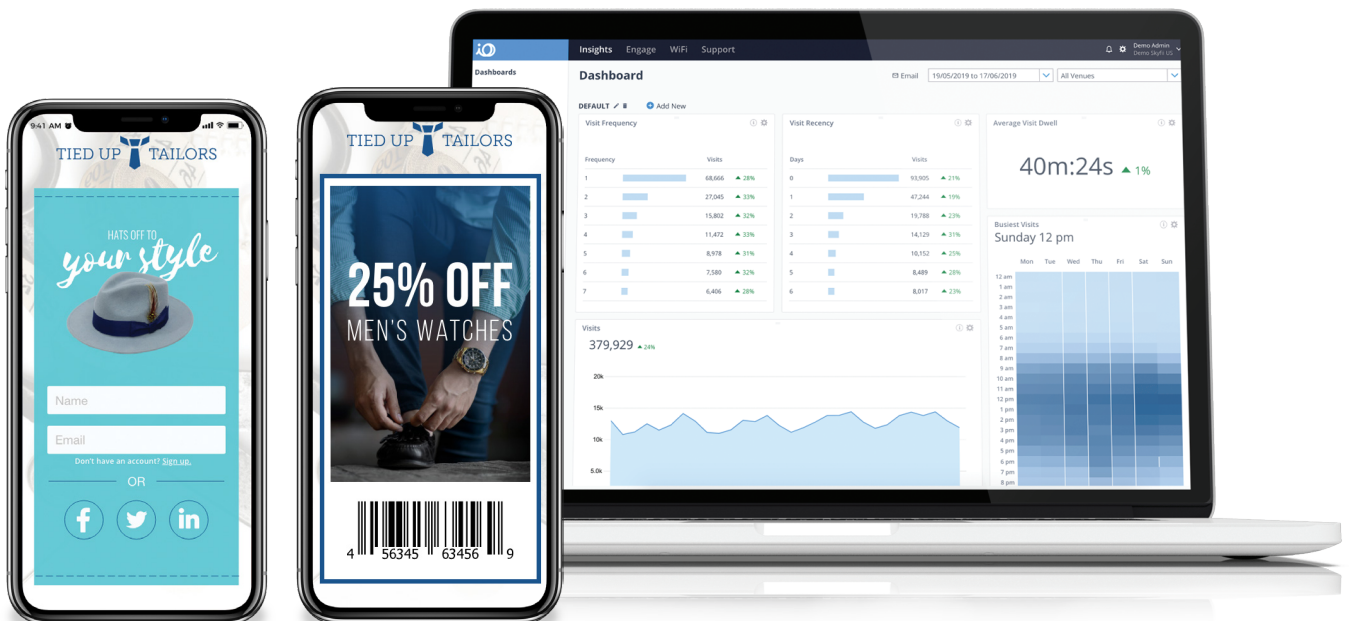 9:41 AM
TIED UP TAILORS
HATS OFF TO
your style
Name
Email
Don't have an account? Sign up.
OR
f
in
TIED UP TAILORS
25% OFF
MEN'S WATCHES
4 56345 63456 9
iO
Insights Engage WiFi Support
Demo Admin
Demo SkyFii US
Dashboards
Dashboard
Email 19/05/2019 to 17/06/2019 All Venues
DEFAULT Add New
Visit Frequency
Frequency Visits
1 68,666 28%
2 27,045 33%
3 15,802 32%
4 11,472 33%
5 8,978 31%
6 7,580 32%
7 6,406 28%
Visit Recency
Days Visits
0 93,905 21%
1 47,244 19%
2 19,788 23%
3 14,129 31%
4 10,152 25%
5 8,489 28%
6 8,017 23%
Average Visit Dwell
40m:24s 1%
Busiest Visits
Sunday 12 pm
Mon Tue Wed Thu Fri Sat Sun
12 am
1 am
2 am
3 am
4 am
5 am
6 am
7 am
8 am
9 am
10 am
11 am
12 pm
1 pm
2 pm
3 pm
4 pm
5 pm
6 pm
7 pm
8 pm
Visits
379,929 24%
20k
15k
10k
5.0k